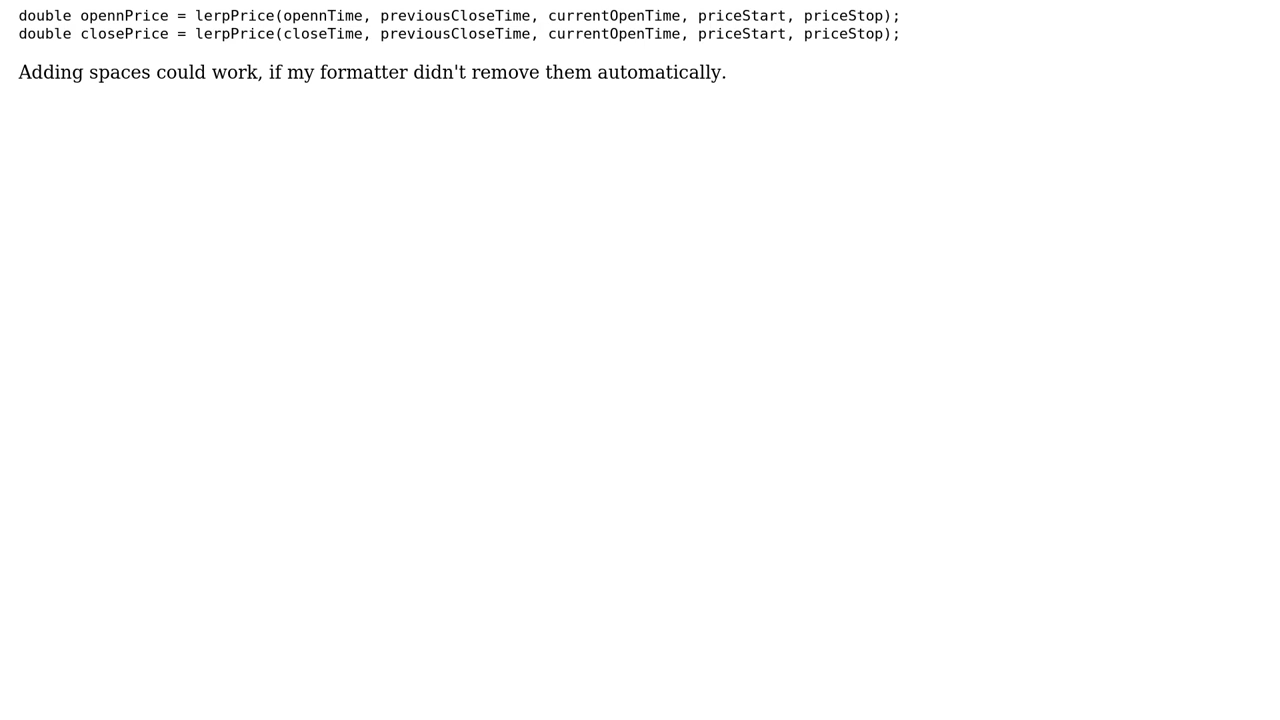 double opennPrice = lerpPrice(opennTime, previousCloseTime, currentOpenTime, priceStart, priceStop);
double closePrice = lerpPrice(closeTime, previousCloseTime, currentOpenTime, priceStart, priceStop);
Adding spaces could work, if my formatter didn't remove them automatically.